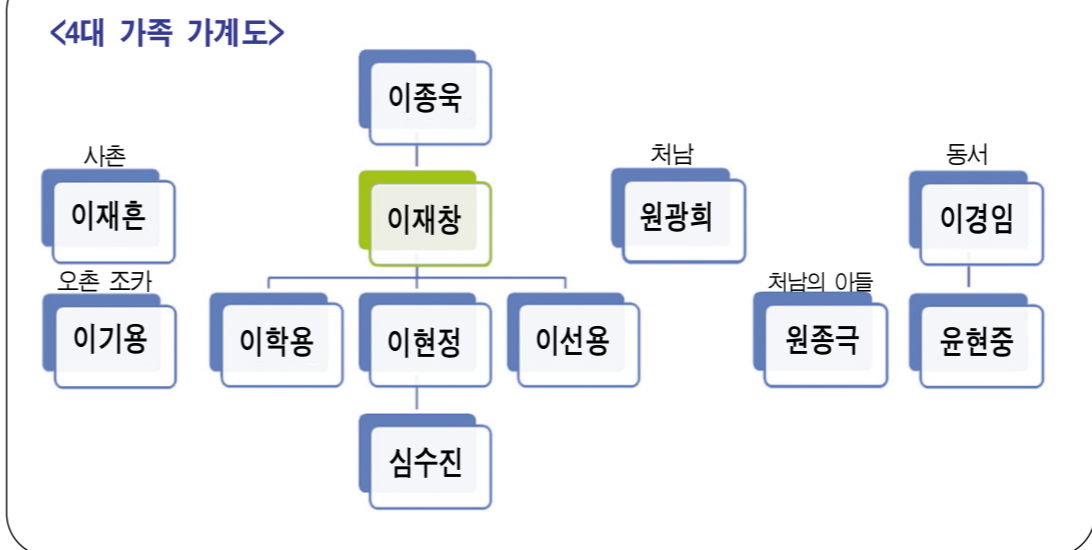 <4대 가족 가계도>
이종욱
사촌
이재흔
이재창
처남
원광희
동서
이경임
오촌 조카
이기용
이학용
이현정
이선용
처남의 아들
원종극
윤현중
심수진